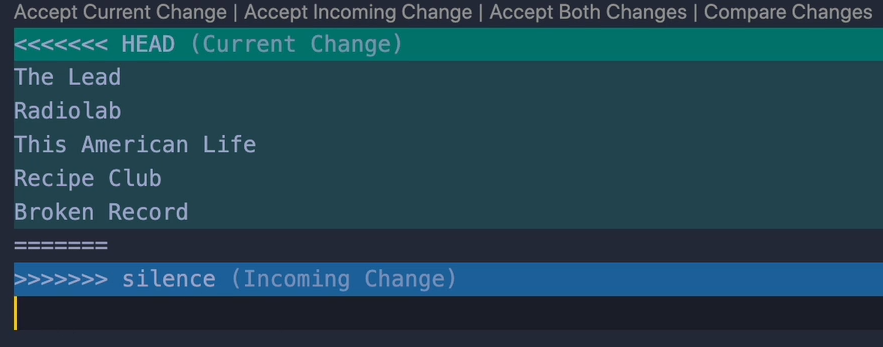 Accept Current Change | Accept Incoming Change | Accept Both Changes | Compare Changes
<<<<<<< HEAD (Current Change)
The Lead
Radiolab
This American Life
Recipe Club
Broken Record
=======
>>>>>>> silence (Incoming Change)